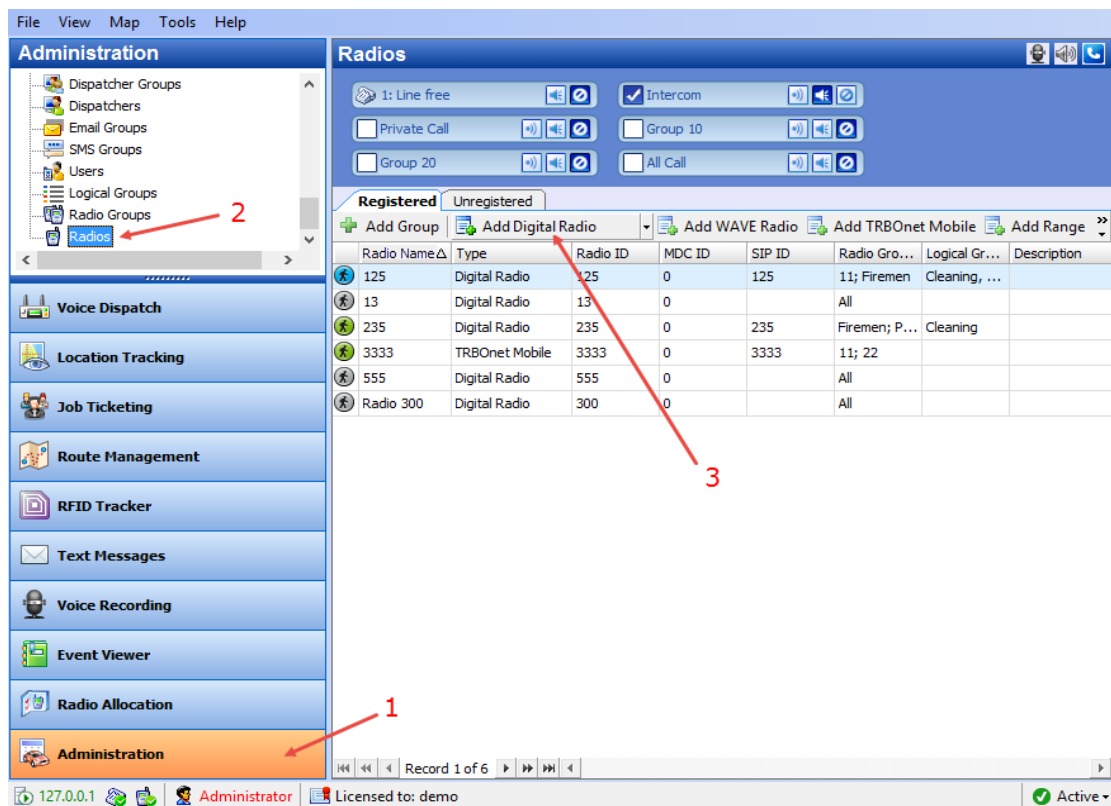 File View Map Tools Help
Administration
Dispatcher Groups
Dispatchers
Email Groups
SMS Groups
Users
Logical Groups
Radio Groups
Radios
2
Voice Dispatch
Location Tracking
Job Ticketing
Route Management
RFID Tracker
Text Messages
Voice Recording
Event Viewer
Radio Allocation
Administration
1
Radios
1: Line free Intercom
Private Call Group 10
Group 20 All Call
Registered Unregistered
Add Group Add Digital Radio Add WAVE Radio Add TRBOnet Mobile Add Range
Radio Name Type Radio ID MDC ID SIP ID Radio Gro... Logical Gr... Description
125 Digital Radio 125 0 125 11; Firemen Cleaning, ...
13 Digital Radio 13 0 All
235 Digital Radio 235 0 235 Firemen; P... Cleaning
3333 TRBOnet Mobile 3333 0 3333 11; 22
555 Digital Radio 555 0 All
Radio 300 Digital Radio 300 0 All
3
Record 1 of 6
127.0.0.1 Administrator Licensed to: demo Active